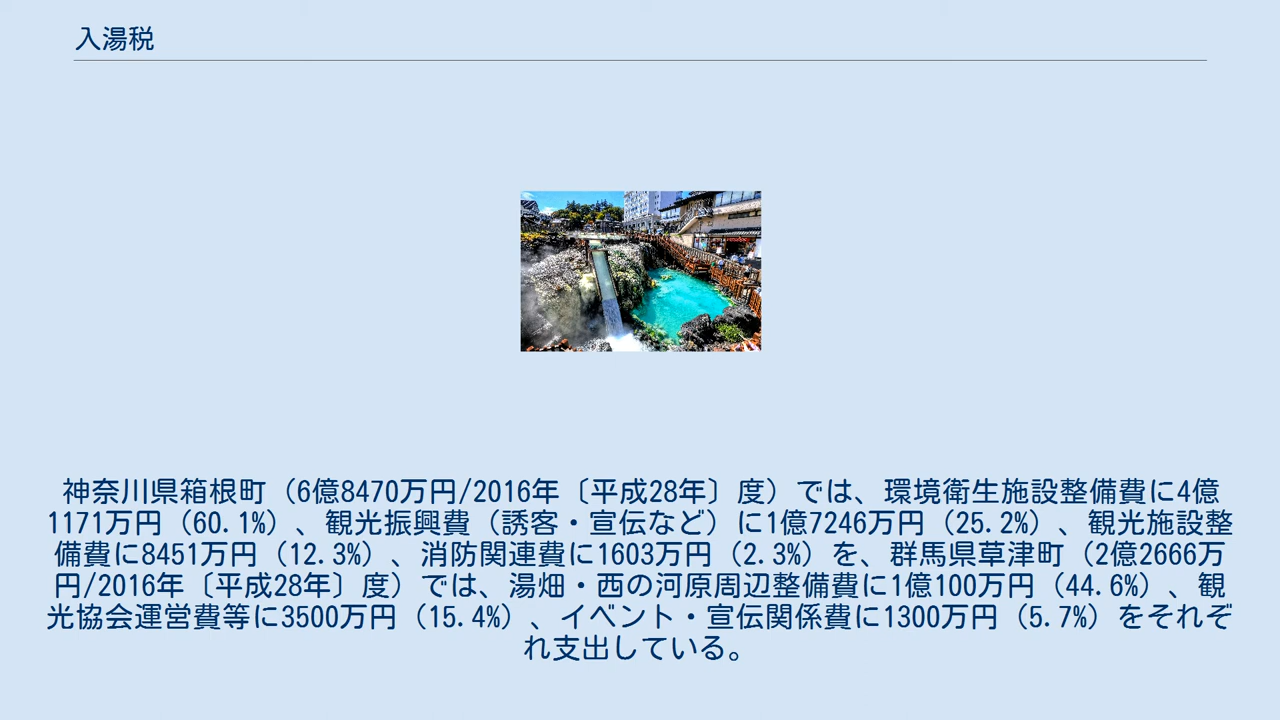 入湯税
神奈川県箱根町（6億8470万円/2016年〔平成28年〕度）では、環境衛生施設整備費に4億
1171万円（60.1%）、観光振興費（誘客・宣伝など）に1億7246万円（25.2%）、観光施設整
備費に8451万円（12.3%）、消防関連費に1603万円（2.3%）を、群馬県草津町（2億2666万
円/2016年〔平成28年〕度）では、湯畑・西の河原周辺整備費に1億100万円（44.6%）、観
光協会運営費等に3500万円（15.4%）、イベント・宣伝関係費に1300万円（5.7%）をそれぞ
れ支出している。